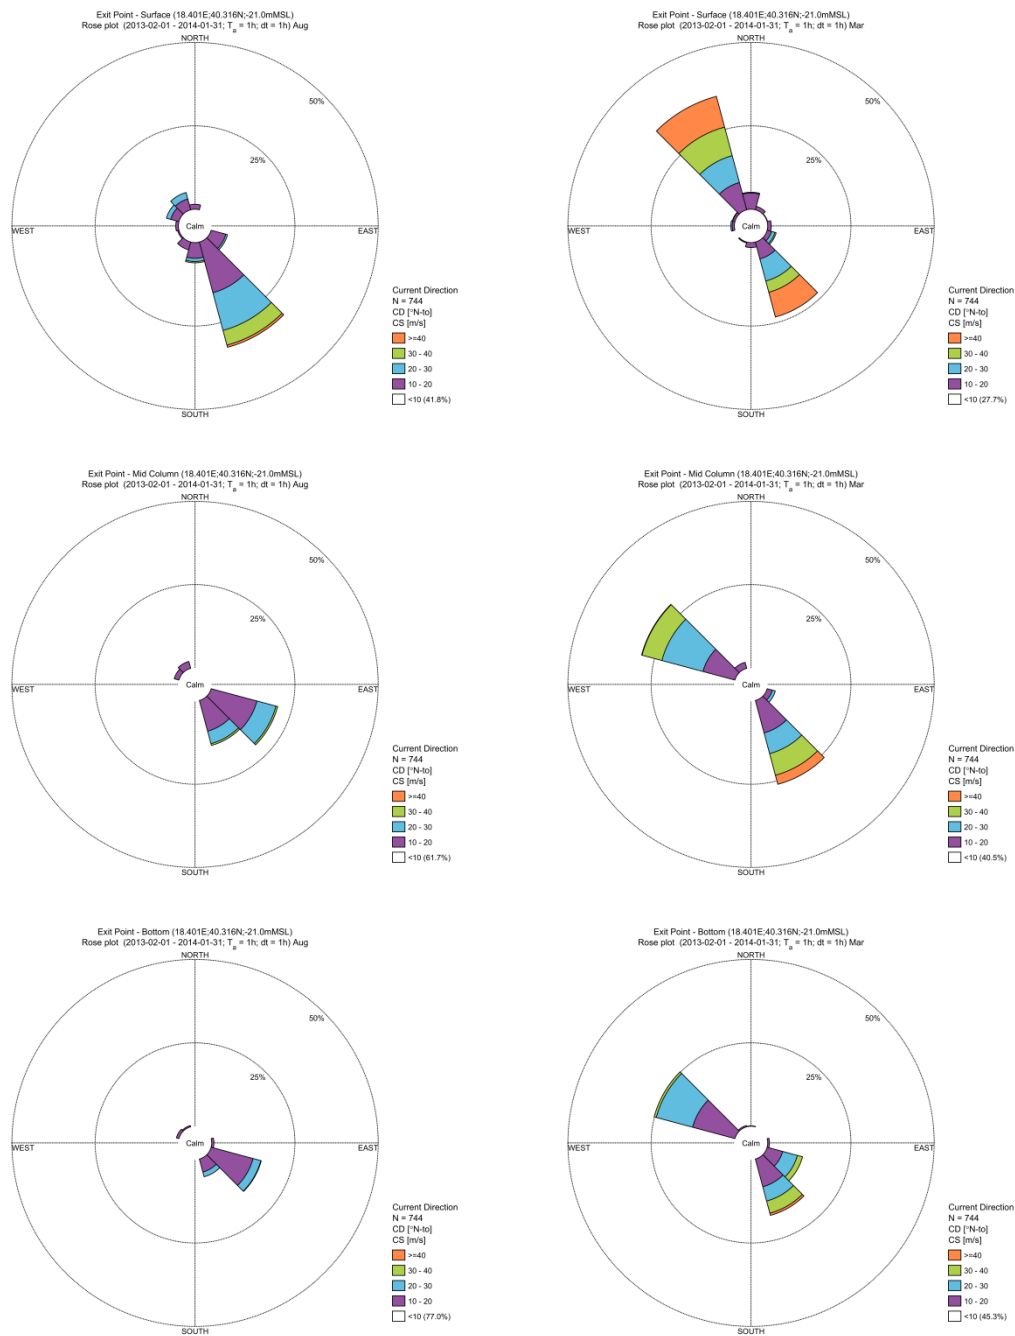 Exit Point - Surface (18.401E;40.316N;-21.0mMSL)
Rose plot (2013-02-01 - 2014-01-31; Ta = 1h; dt = 1h) Aug
NORTH
50%
25%
Calm
WEST
EAST
SOUTH
Current Direction
N = 744
CD [°N-to]
CS [m/s]
>=40
30 - 40
20 - 30
10 - 20
<10 (41.8%)
Exit Point - Surface (18.401E;40.316N;-21.0mMSL)
Rose plot (2013-02-01 - 2014-01-31; Ta = 1h; dt = 1h) Mar
NORTH
50%
25%
Calm
WEST
EAST
SOUTH
Current Direction
N = 744
CD [°N-to]
CS [m/s]
>=40
30 - 40
20 - 30
10 - 20
<10 (27.7%)
Exit Point - Mid Column (18.401E;40.316N;-21.0mMSL)
Rose plot (2013-02-01 - 2014-01-31; Ta = 1h; dt = 1h) Aug
NORTH
50%
25%
Calm
WEST
EAST
SOUTH
Current Direction
N = 744
CD [°N-to]
CS [m/s]
>=40
30 - 40
20 - 30
10 - 20
<10 (61.7%)
Exit Point - Mid Column (18.401E;40.316N;-21.0mMSL)
Rose plot (2013-02-01 - 2014-01-31; Ta = 1h; dt = 1h) Mar
NORTH
50%
25%
Calm
WEST
EAST
SOUTH
Current Direction
N = 744
CD [°N-to]
CS [m/s]
>=40
30 - 40
20 - 30
10 - 20
<10 (40.5%)
Exit Point - Bottom (18.401E;40.316N;-21.0mMSL)
Rose plot (2013-02-01 - 2014-01-31; Ta = 1h; dt = 1h) Aug
NORTH
50%
25%
Calm
WEST
EAST
SOUTH
Current Direction
N = 744
CD [°N-to]
CS [m/s]
>=40
30 - 40
20 - 30
10 - 20
<10 (77.0%)
Exit Point - Bottom (18.401E;40.316N;-21.0mMSL)
Rose plot (2013-02-01 - 2014-01-31; Ta = 1h; dt = 1h) Mar
NORTH
50%
25%
Calm
WEST
EAST
SOUTH
Current Direction
N = 744
CD [°N-to]
CS [m/s]
>=40
30 - 40
20 - 30
10 - 20
<10 (45.3%)